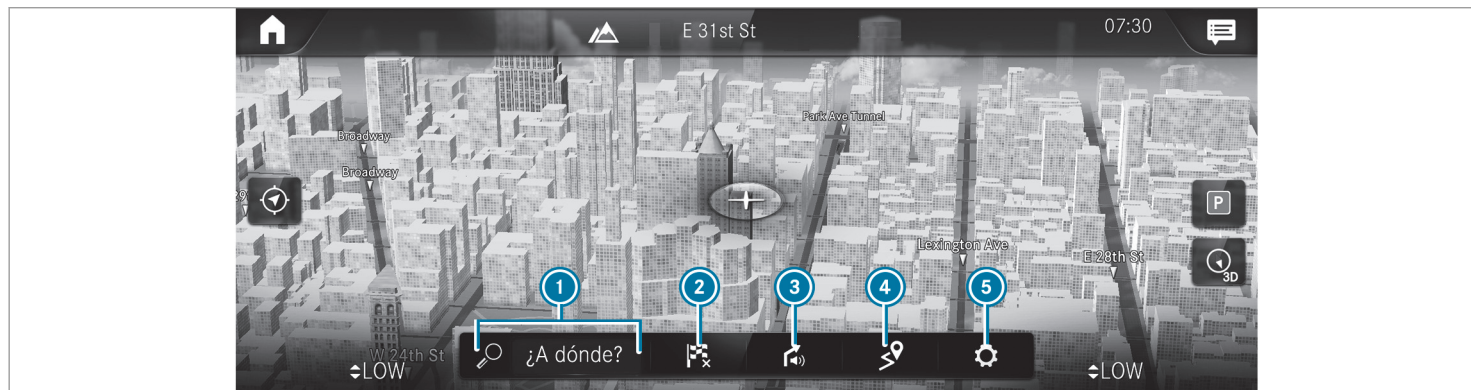 E 31st St
07:30
Park Ave Tunnel
Broadway
Broadway
29
P
Lexington Ave
E 28th St
3D
1
2
3
4
5
W 24th St
¿A dónde?
LOW
LOW